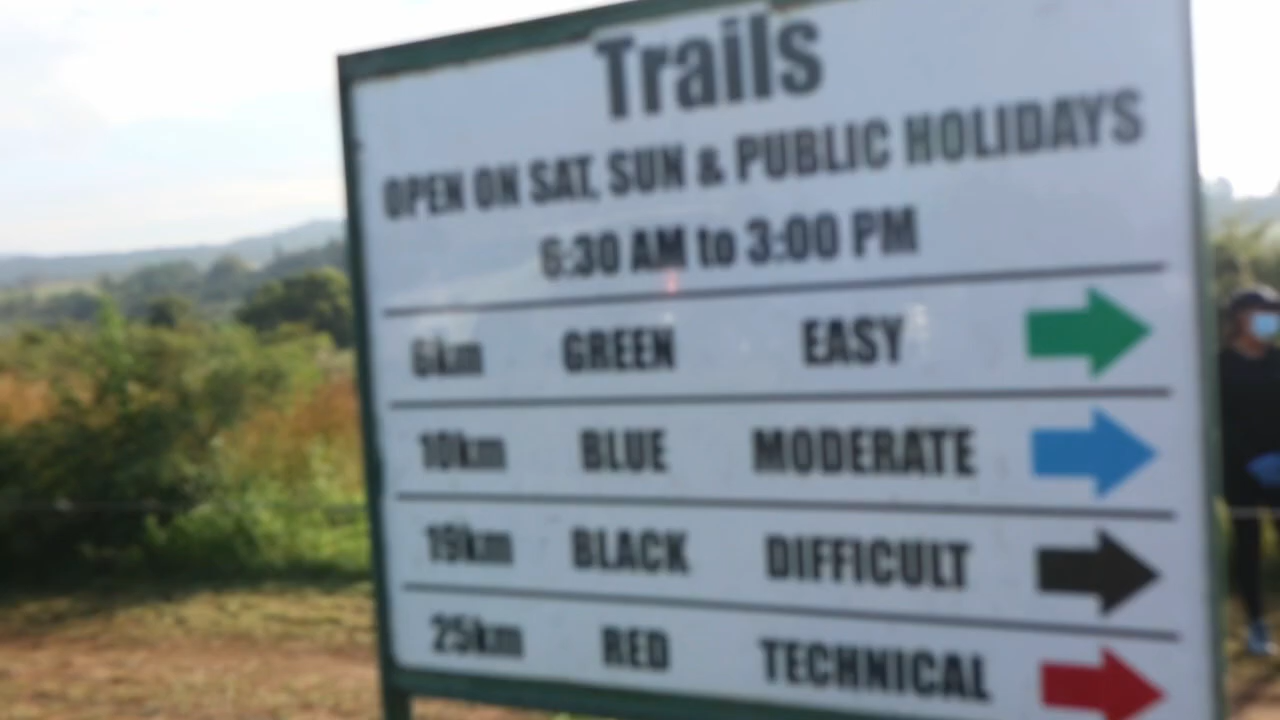 Trails
OPEN ON SAT, SUN & PUBLIC HOLIDAYS
6:30 AM to 3:00 PM
6km GREEN EASY
10km BLUE MODERATE
19km BLACK DIFFICULT
25km RED TECHNICAL